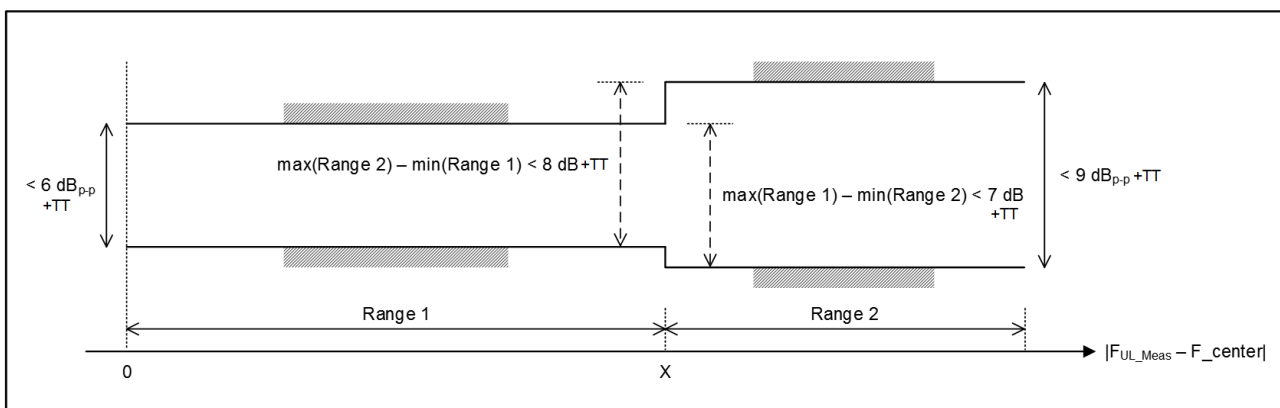 max(Range 2) – min(Range 1) < 8 dB+TT
< 6 dBp-p
+TT
max(Range 1) – min(Range 2) < 7 dB
+TT
< 9 dBp-p +TT
Range 1
Range 2
|FUL_Meas – F_center|
0
X